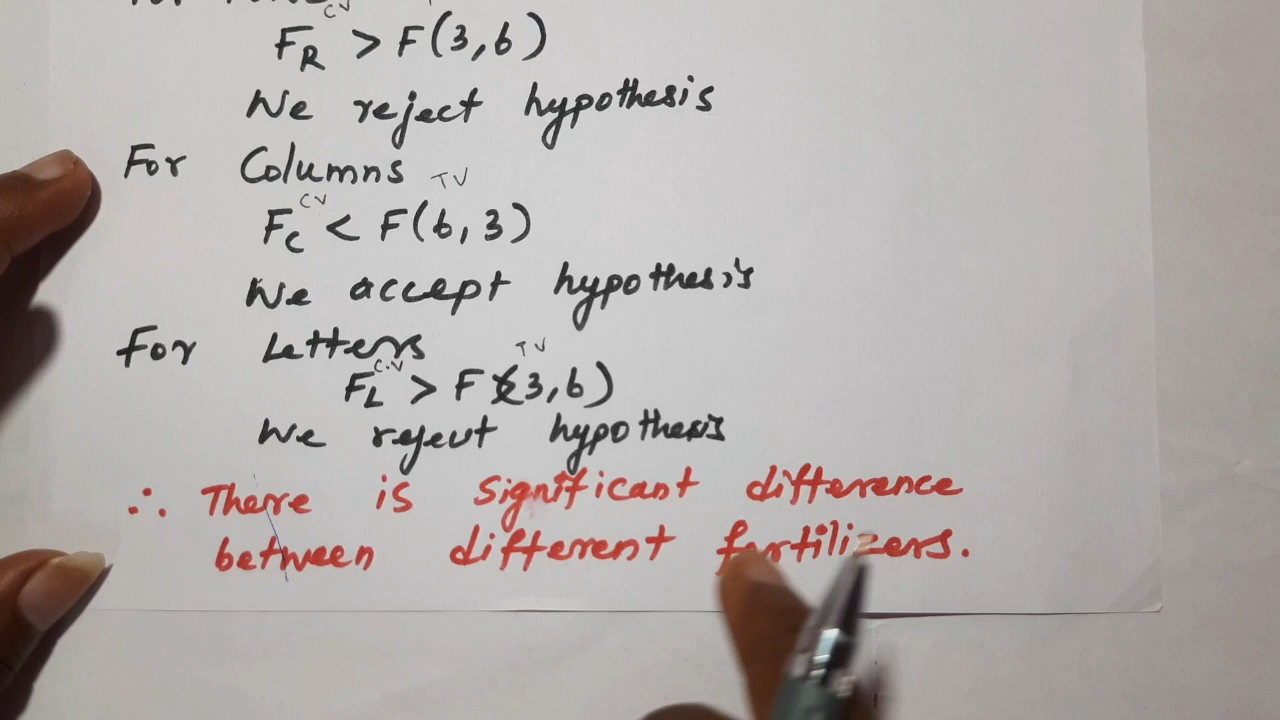 CV
F_R > F(3,6)
We reject hypothesis
For Columns
CV TV
F_C < F(6,3)
We accept hypothesis
For Letters
C.V TV
F_L > F(3,6)
We reject hypothesis
∴ There is significant difference
between different fertilizers.